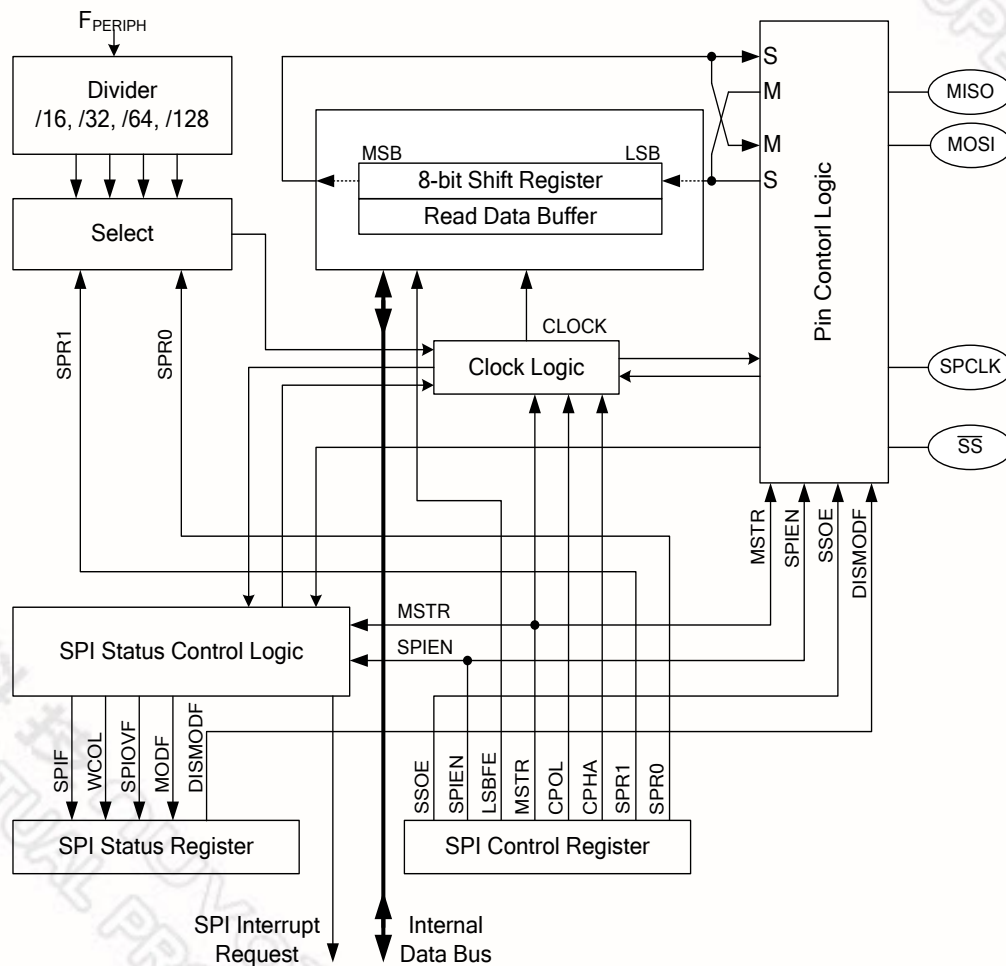 F_PERIPH
Divider
/16, /32, /64, /128
Select
SPR1
SPR0
MSB
LSB
8-bit Shift Register
Read Data Buffer
CLOCK
Clock Logic
S
M
M
S
Pin Contorl Logic
MISO
MOSI
SPCLK
SS
MSTR
SPIEN
SSOE
DISMODF
MSTR
SPIEN
SPI Status Control Logic
SPIF
WCOL
SPIOVF
MODF
DISMODF
SPI Status Register
SSOE
SPIEN
LSBFE
MSTR
CPOL
CPHA
SPR1
SPR0
SPI Control Register
SPI Interrupt
Request
Internal
Data Bus